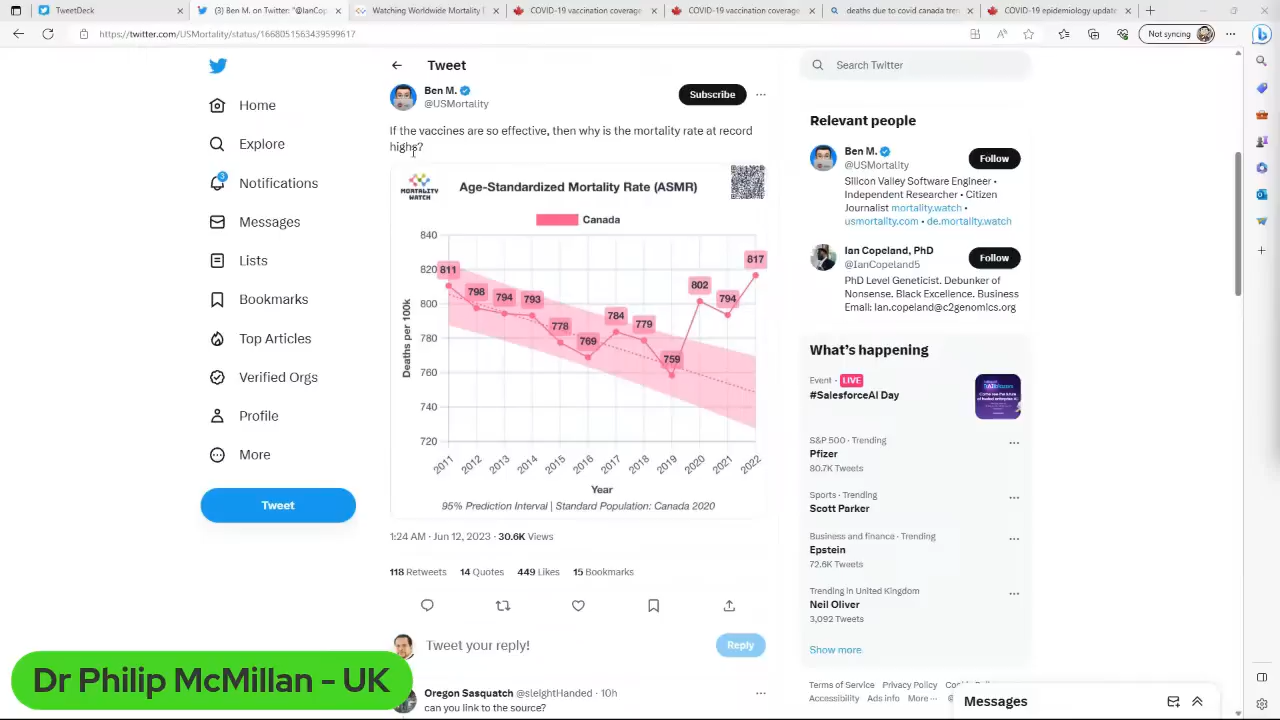 TweetDeck
(3) Ben M. on Twitter: "@IanCop
Watching Worldwide Mortality
COVID-19 vaccination coverage
COVID-19 vaccination coverage
deaths due to covid canada tren
COVID-19 epidemiology update
https://twitter.com/USMortality/status/1668051563439599617
Not syncing
Home
Explore
3
Notifications
Messages
Lists
Bookmarks
Top Articles
Verified Orgs
Profile
More
Tweet
Tweet
Ben M.
@USMortality
Subscribe
If the vaccines are so effective, then why is the mortality rate at record
highs?
MORTALITY
WATCH
Age-Standardized Mortality Rate (ASMR)
Canada
Deaths per 100k
840
820
800
780
760
740
720
811
798
794
793
778
769
784
779
759
802
794
817
2011
2012
2013
2014
2015
2016
2017
2018
2019
2020
2021
2022
Year
95% Prediction Interval | Standard Population: Canada 2020
1:24 AM · Jun 12, 2023 · 30.6K Views
118 Retweets 14 Quotes 449 Likes 15 Bookmarks
Tweet your reply!
Reply
Oregon Sasquatch @sleightHanded · 10h
can you link to the source?
Search Twitter
Relevant people
Ben M.
@USMortality
Follow
Silicon Valley Software Engineer •
Independent Researcher • Citizen
Journalist mortality.watch •
usmortality.com • de.mortality.watch
Ian Copeland, PhD
@IanCopeland5
Follow
PhD Level Geneticist. Debunker of
Nonsense. Black Excellence. Business
Email: Ian.copeland@c2genomics.org
What's happening
Event · LIVE
#SalesforceAI Day
S&P 500 · Trending
Pfizer
80.7K Tweets
Sports · Trending
Scott Parker
Business and finance · Trending
Epstein
72.6K Tweets
Trending in United Kingdom
Neil Oliver
3,092 Tweets
Show more
Terms of Service Privacy Policy
Accessibility Ads info More ···
Messages
Dr Philip McMillan - UK